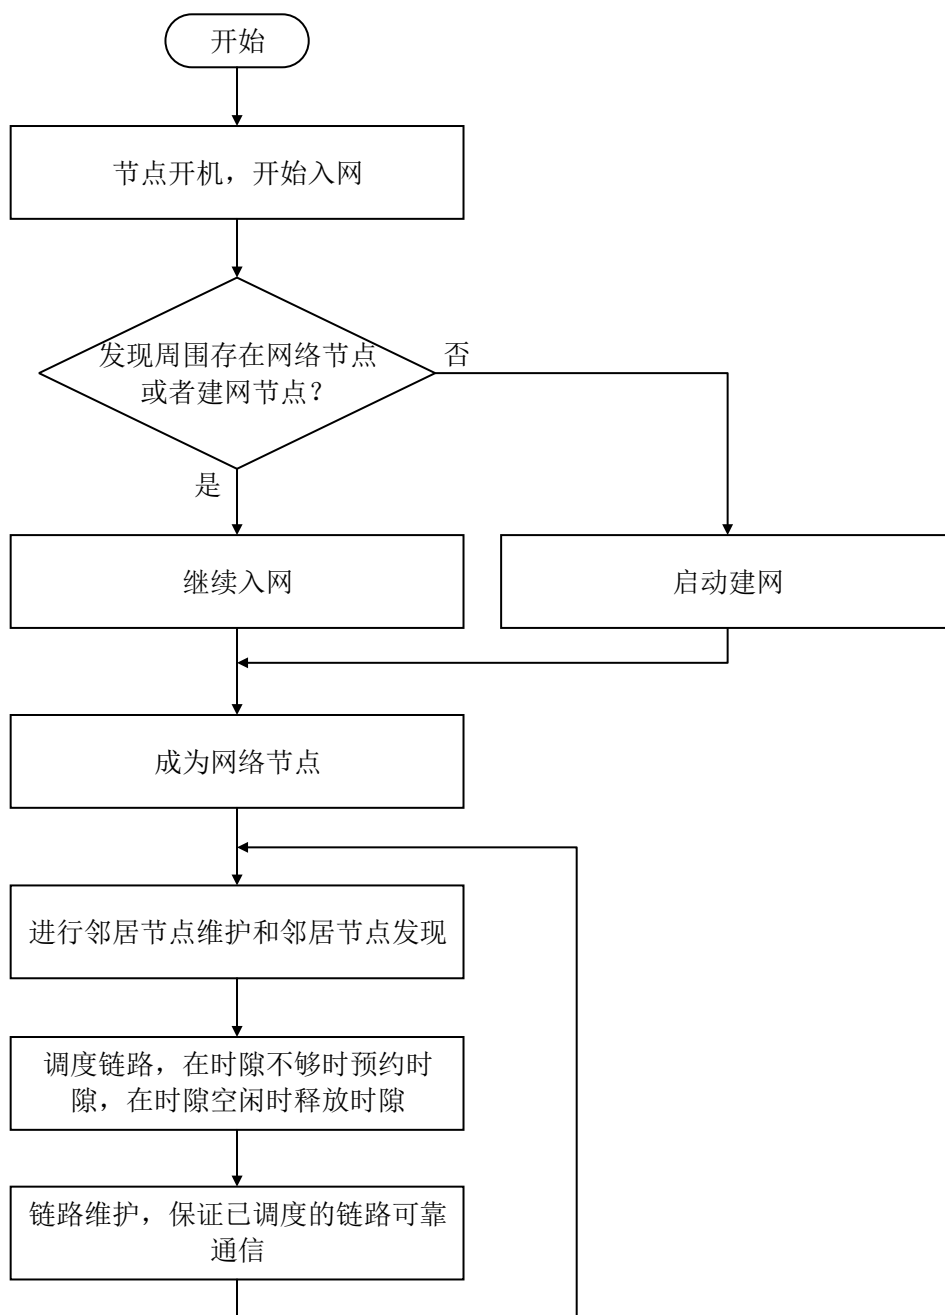 开始
节点开机，开始入网
发现周围存在网络节点
或者建网节点？
否
是
继续入网
启动建网
成为网络节点
进行邻居节点维护和邻居节点发现
调度链路，在时隙不够时预约时
隙，在时隙空闲时释放时隙
链路维护，保证已调度的链路可靠
通信